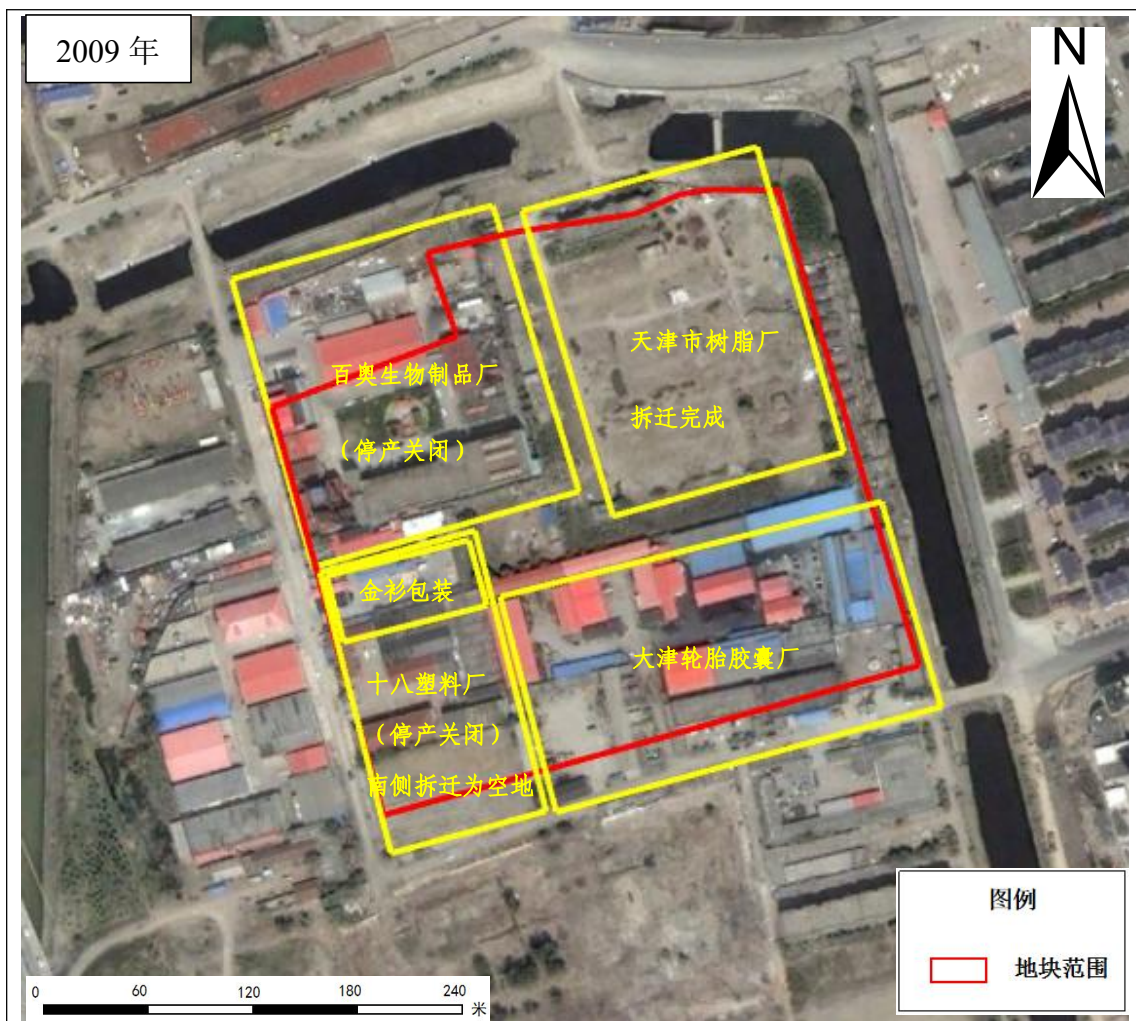 2009 年
N
天津市树脂厂
拆迁完成
百奥生物制品厂
（停产关闭）
金衫包装
大津轮胎胶囊厂
十八塑料厂
（停产关闭）
南侧拆迁为空地
图例
地块范围
0 60 120 180 240 米